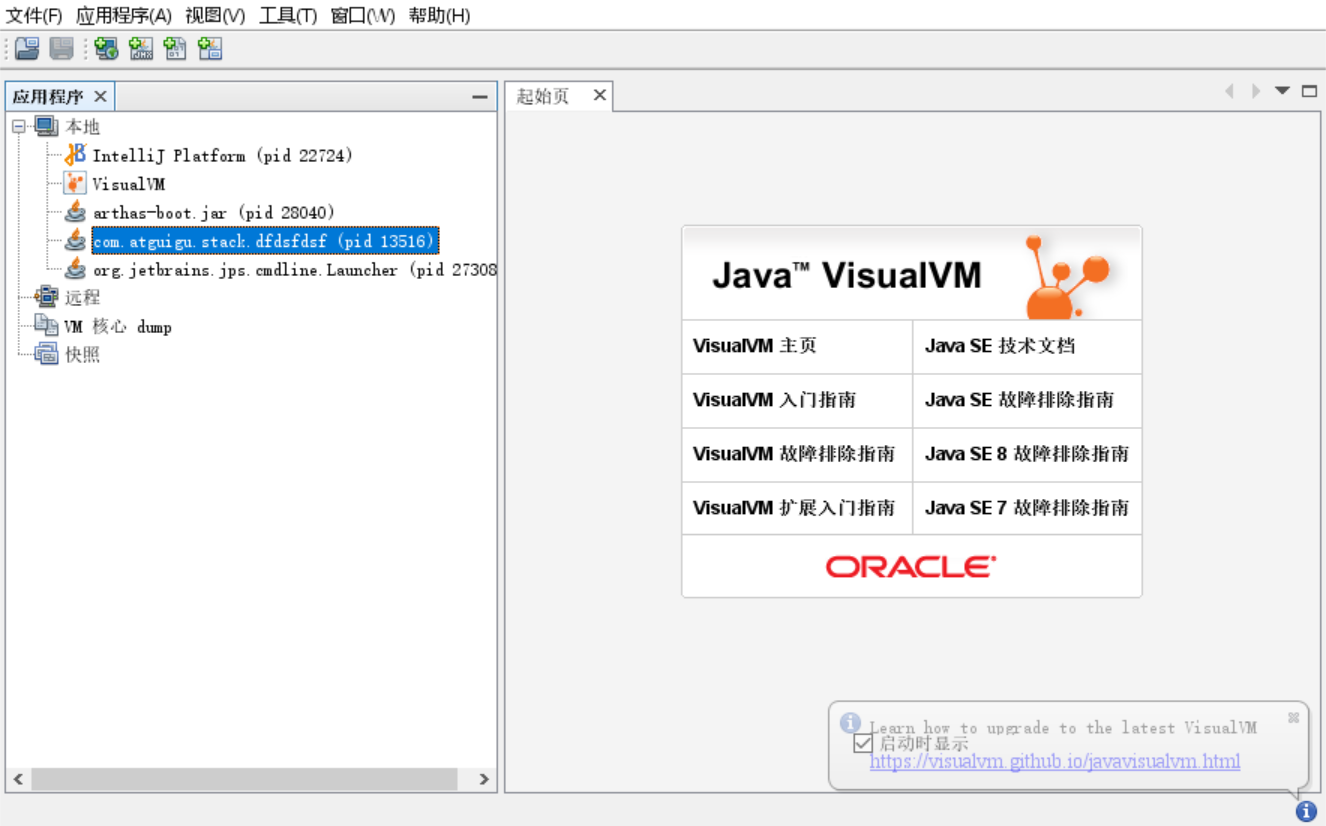 文件(F) 应用程序(A) 视图(V) 工具(T) 窗口(W) 帮助(H)
应用程序
本地
IntelliJ Platform (pid 22724)
VisualVM
arthas-boot.jar (pid 28040)
com.atguigu.stack.dfdsfdsf (pid 13516)
org.jetbrains.jps.cmdline.Launcher (pid 27308
远程
VM 核心 dump
快照
起始页
Java™ VisualVM
VisualVM 主页 Java SE 技术文档
VisualVM 入门指南 Java SE 故障排除指南
VisualVM 故障排除指南 Java SE 8 故障排除指南
VisualVM 扩展入门指南 Java SE 7 故障排除指南
ORACLE
Learn how to upgrade to the latest VisualVM
启动时显示
https://visualvm.github.io/javavisualvm.html